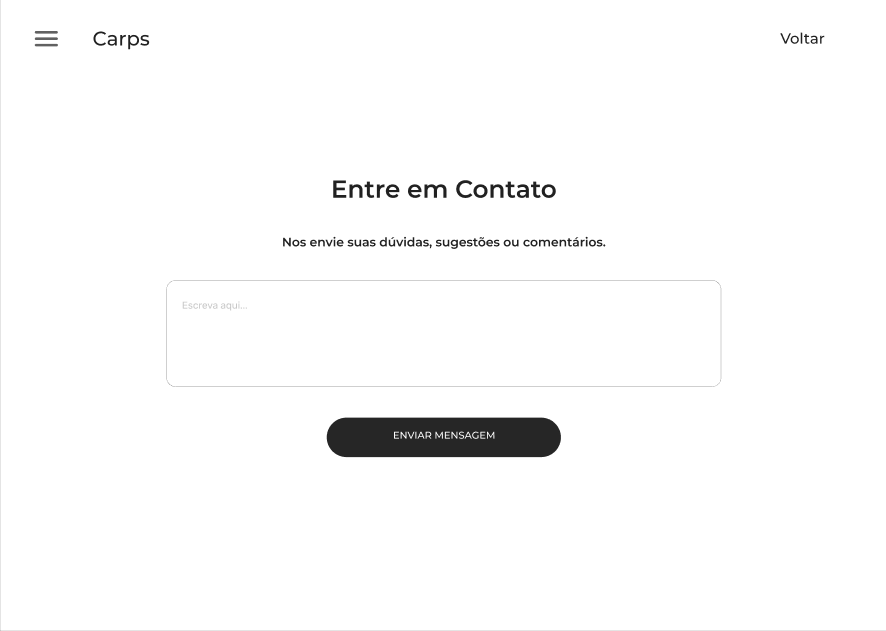 Carps
Voltar
Entre em Contato
Nos envie suas dúvidas, sugestões ou comentários.
Escreva aqui...
ENVIAR MENSAGEM